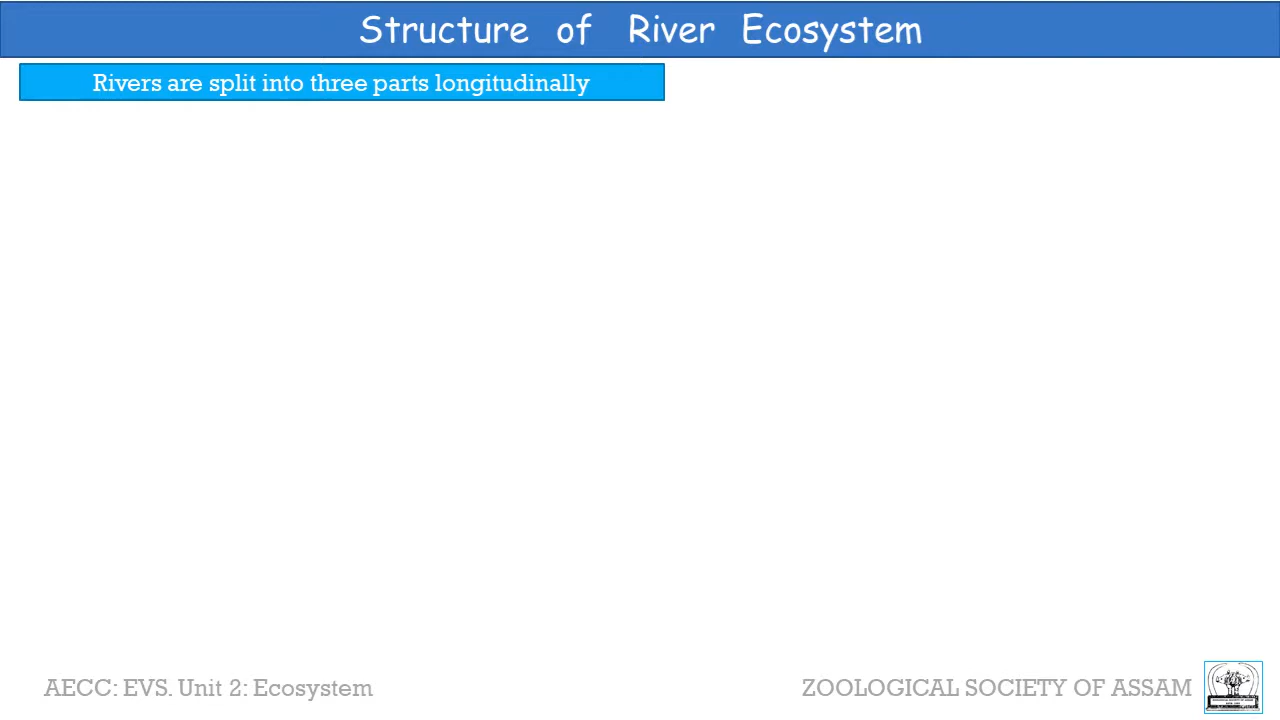 Structure of River Ecosystem
Rivers are split into three parts longitudinally
AECC: EVS. Unit 2: Ecosystem
ZOOLOGICAL SOCIETY OF ASSAM